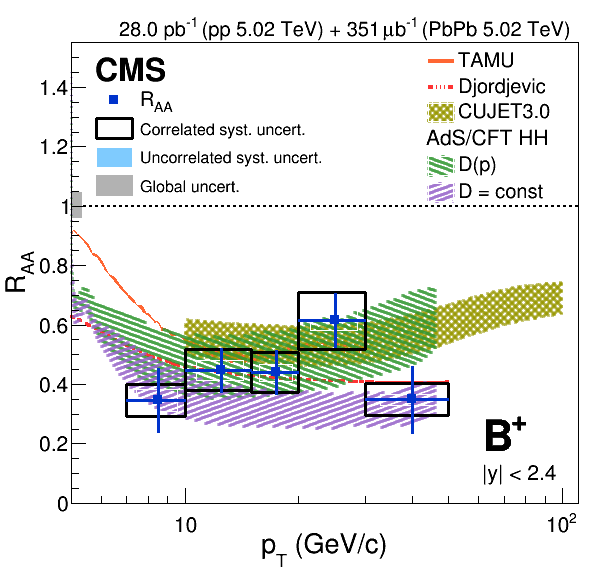 28.0 pb⁻¹ (pp 5.02 TeV) + 351 μb⁻¹ (PbPb 5.02 TeV)
CMS
R_AA
Correlated syst. uncert.
Uncorrelated syst. uncert.
Global uncert.
TAMU
Djordjevic
CUJET3.0
AdS/CFT HH
D(p)
D = const
1.4
1.2
1
0.8
0.6
0.4
0.2
0
R_AA
B⁺
|y| < 2.4
10
10²
p_T (GeV/c)